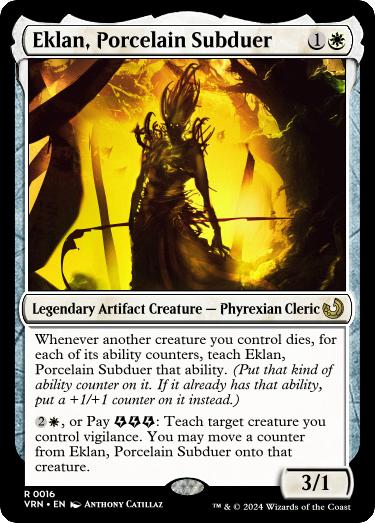 Eklan, Porcelain Subduer 1
Legendary Artifact Creature — Phyrexian Cleric
Whenever another creature you control dies, for
each of its ability counters, teach Eklan,
Porcelain Subduer that ability. (Put that kind of
ability counter on it. If it already has that ability,
put a +1/+1 counter on it instead.)
2, or Pay EEE: Teach target creature you
control vigilance. You may move a counter
from Eklan, Porcelain Subduer onto that
creature.
3/1
R 0016
VRN • EN Anthony Catillaz
™ & © 2024 Wizards of the Coast